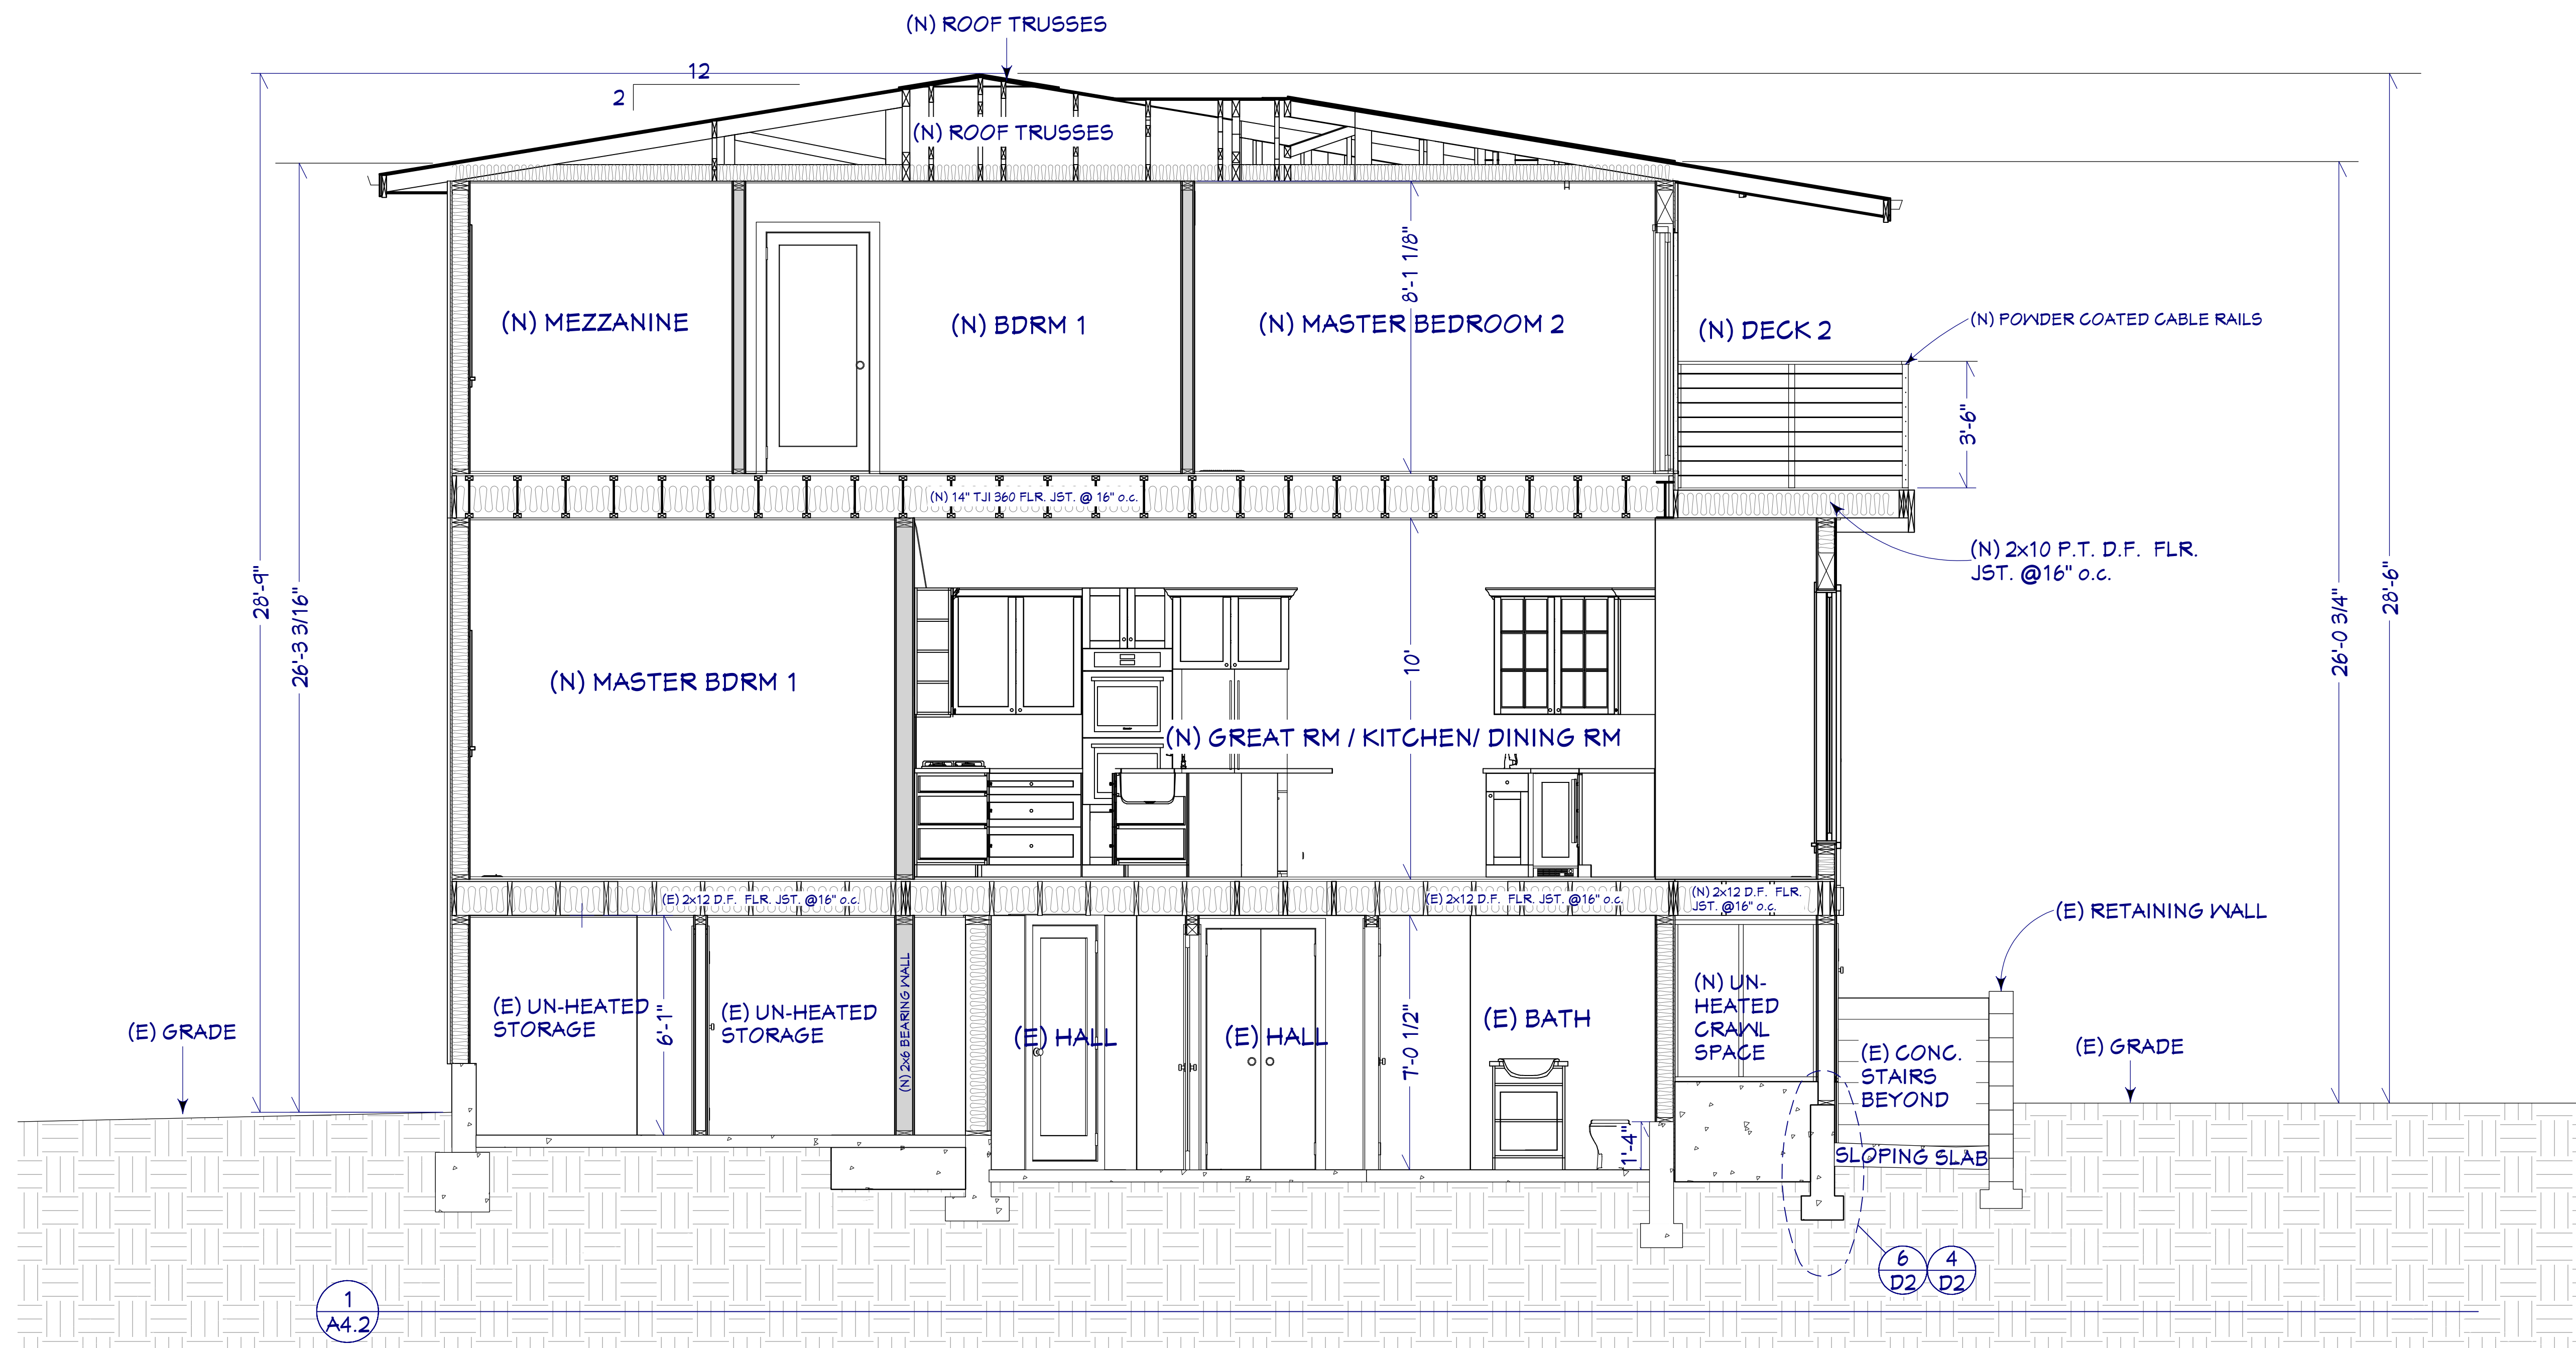 (N) ROOF TRUSSES
12
2
(N) ROOF TRUSSES
8'-1 1/8"
(N) MEZZANINE
(N) BDRM 1
(N) MASTER BEDROOM 2
(N) DECK 2
(N) POWDER COATED CABLE RAILS
3'-6"
(N) 14" TJI 360 FLR. JST. @ 16" o.c.
(N) 2x10 P.T. D.F. FLR.
JST. @16" o.c.
28'-9"
26'-3 3/16"
10'
26'-0 3/4"
28'-6"
(N) MASTER BDRM 1
(N) GREAT RM / KITCHEN/ DINING RM
(E) 2x12 D.F. FLR. JST. @16" o.c.
(E) 2x12 D.F. FLR. JST. @16" o.c.
(N) 2x12 D.F. FLR.
JST. @16" o.c.
(E) RETAINING WALL
(E) GRADE
(E) UN-HEATED
STORAGE
6'-1"
(E) UN-HEATED
STORAGE
(N) 2x6 BEARING WALL
(E) HALL
(E) HALL
7'-0 1/2"
(E) BATH
1'-4"
(N) UN-
HEATED
CRAWL
SPACE
(E) CONC.
STAIRS
BEYOND
(E) GRADE
SLOPING SLAB
6
D2
4
D2
1
A4.2